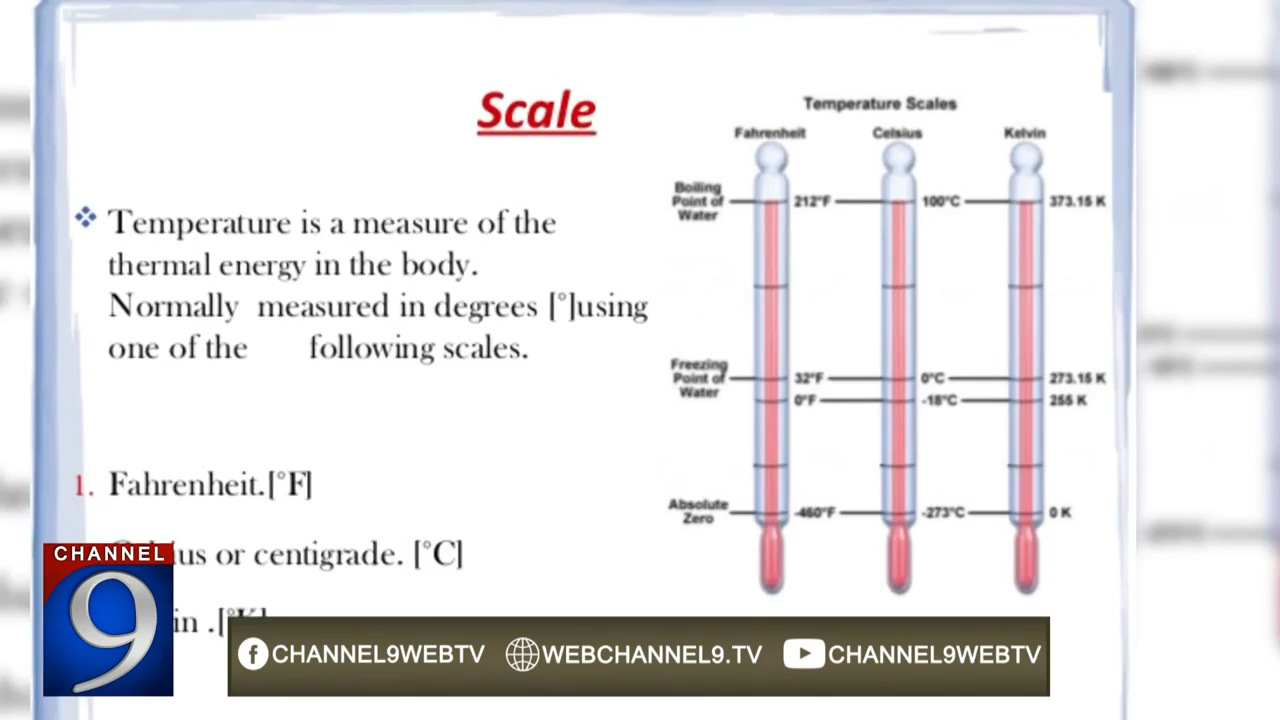 Scale
❖ Temperature is a measure of the
thermal energy in the body.
Normally measured in degrees [°]using
one of the following scales.
1. Fahrenheit.[°F]
or centigrade. [°C]
Temperature Scales
Fahrenheit Celsius Kelvin
Boiling
Point of
Water
212°F 100°C 373.15 K
Freezing
Point of
Water
32°F 0°C 273.15 K
0°F -18°C 255 K
Absolute
Zero
-460°F -273°C 0 K
CHANNEL
9
CHANNEL9WEBTV WEBCHANNEL9.TV CHANNEL9WEBTV